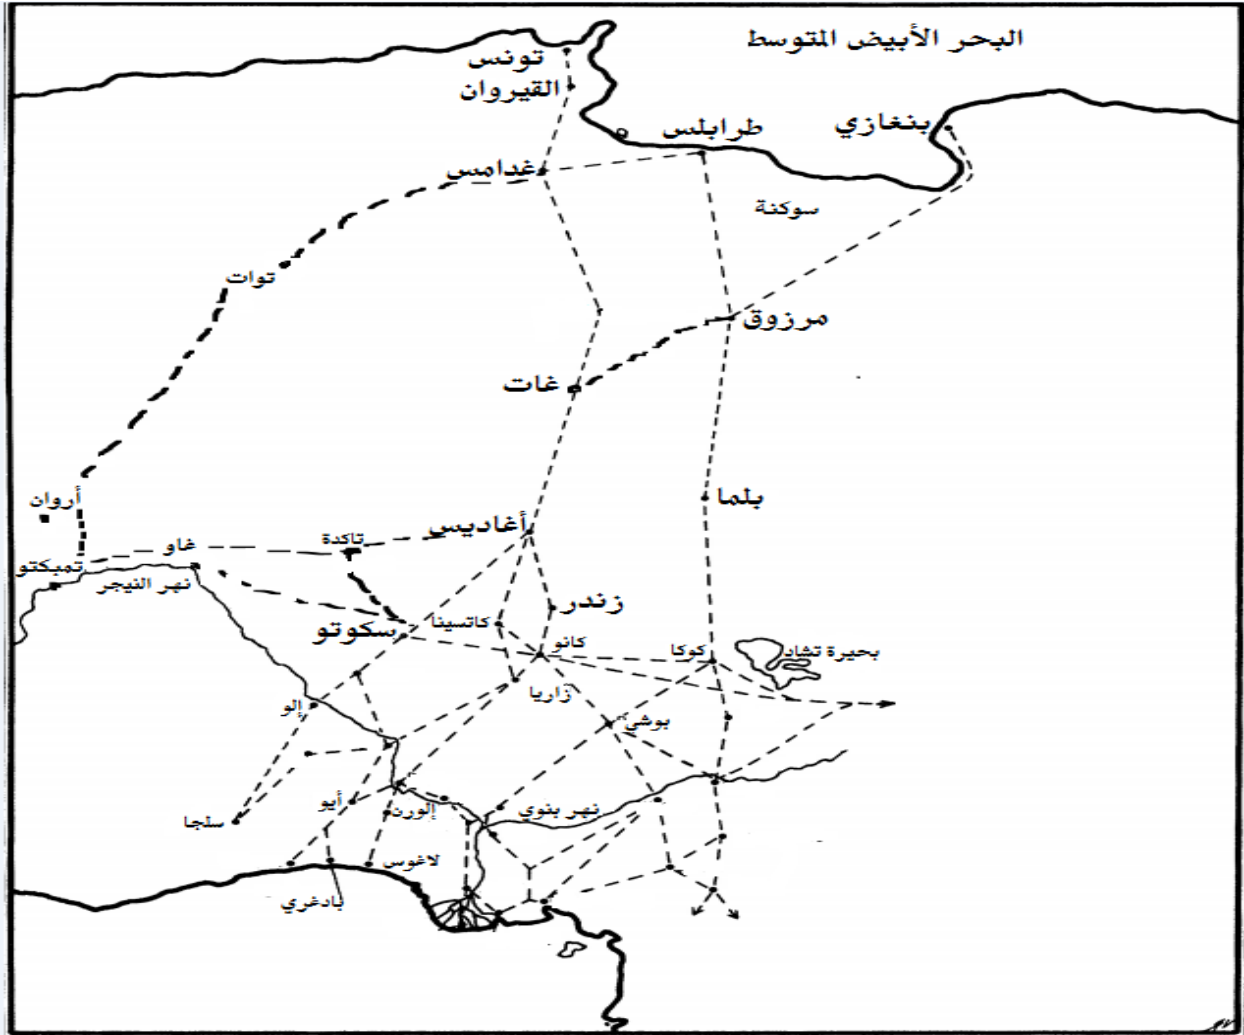 البحر الأبيض المتوسط
تونس
القيروان
طرابلس
بنغازي
غدامس
سوكنة
توات
مرزوق
غات
أروان
بلما
أغاديس
تاكدة
غاو
تمبكتو
نهر النيجر
زندر
كاتسينا
سكوتو
كانو
كوكا
بحيرة تشاد
زاريا
إلو
بوشي
أيو
إلورن
نهر بنوي
سلجا
لاغوس
بادغري